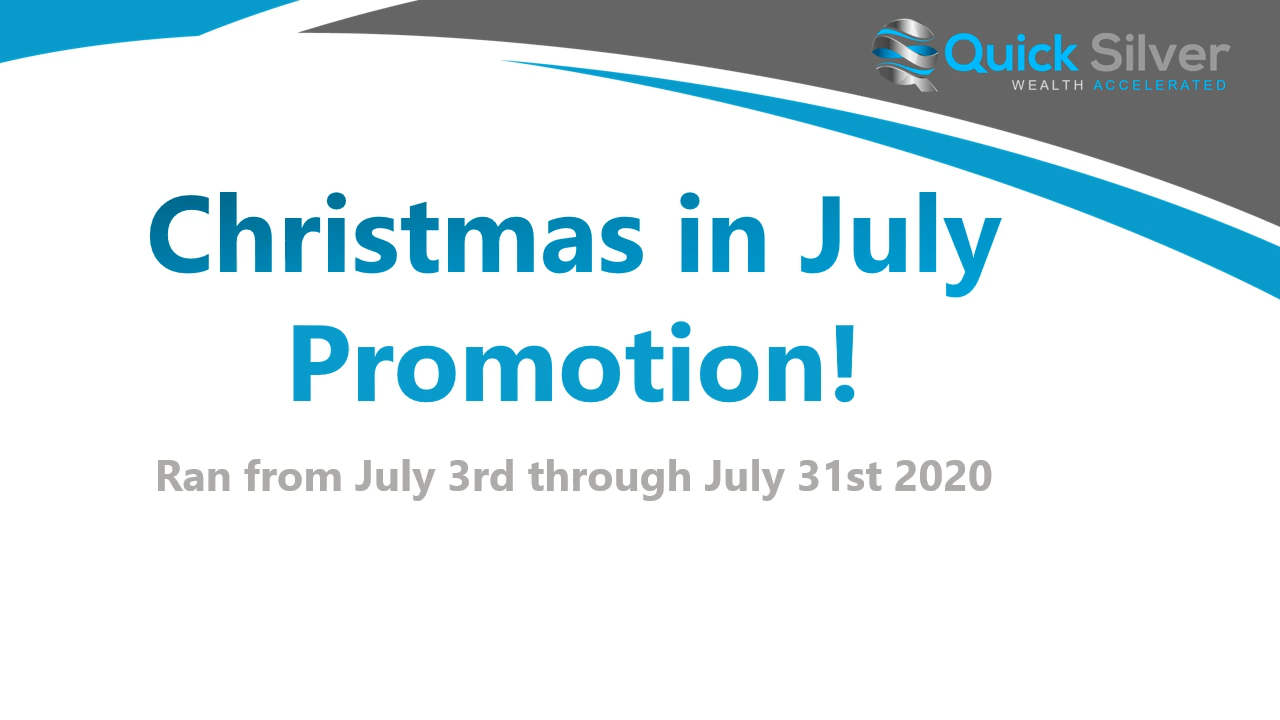 Quick Silver
WEALTH ACCELERATED
Christmas in July
Promotion!
Ran from July 3rd through July 31st 2020